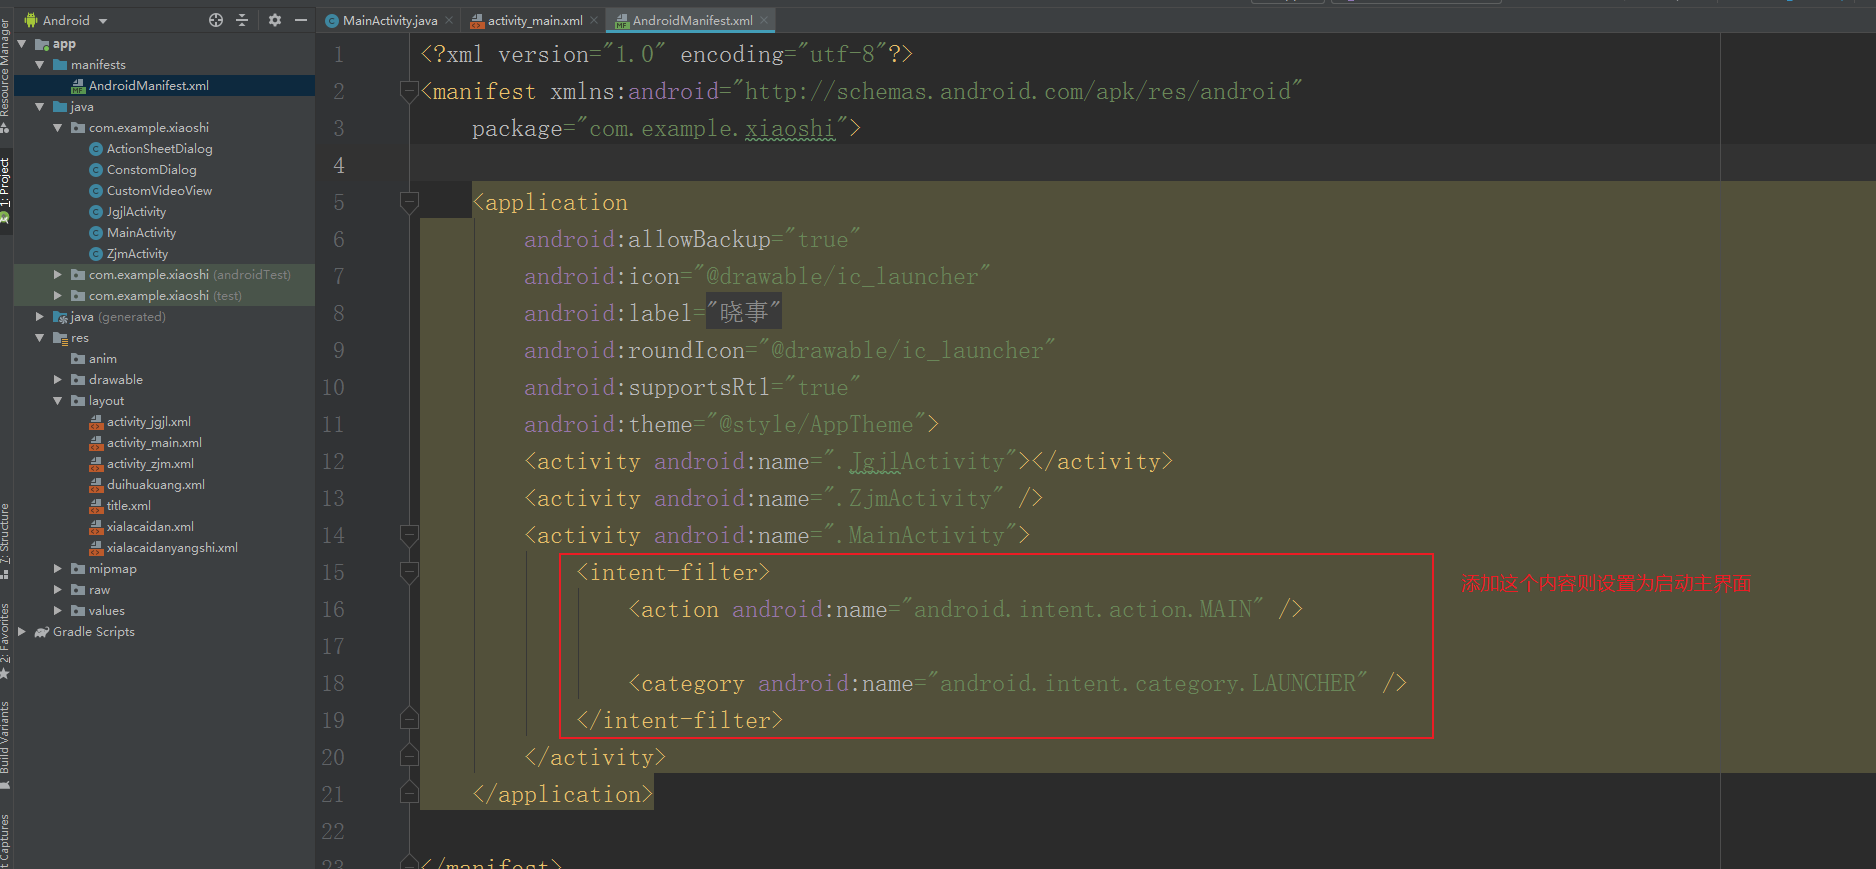 Android
MainActivity.java
activity_main.xml
AndroidManifest.xml
Resource Manager
1: Project
7: Structure
2: Favorites
Build Variants
t Captures
app
manifests
AndroidManifest.xml
java
com.example.xiaoshi
ActionSheetDialog
ConstomDialog
CustomVideoView
JgjlActivity
MainActivity
ZjmActivity
com.example.xiaoshi (androidTest)
com.example.xiaoshi (test)
java (generated)
res
anim
drawable
layout
activity_jgjl.xml
activity_main.xml
activity_zjm.xml
duihuakuang.xml
title.xml
xialacaidan.xml
xialacaidanyangshi.xml
mipmap
raw
values
Gradle Scripts
1 <?xml version="1.0" encoding="utf-8"?>
2 <manifest xmlns:android="http://schemas.android.com/apk/res/android"
3 package="com.example.xiaoshi">
4
5 <application
6 android:allowBackup="true"
7 android:icon="@drawable/ic_launcher"
8 android:label="晓事"
9 android:roundIcon="@drawable/ic_launcher"
10 android:supportsRtl="true"
11 android:theme="@style/AppTheme">
12 <activity android:name=".JgjlActivity"></activity>
13 <activity android:name=".ZjmActivity" />
14 <activity android:name=".MainActivity">
15 <intent-filter>
添加这个内容则设置为启动主界面
16 <action android:name="android.intent.action.MAIN" />
17
18 <category android:name="android.intent.category.LAUNCHER" />
19 </intent-filter>
20 </activity>
21 </application>
22
23 </manifest>